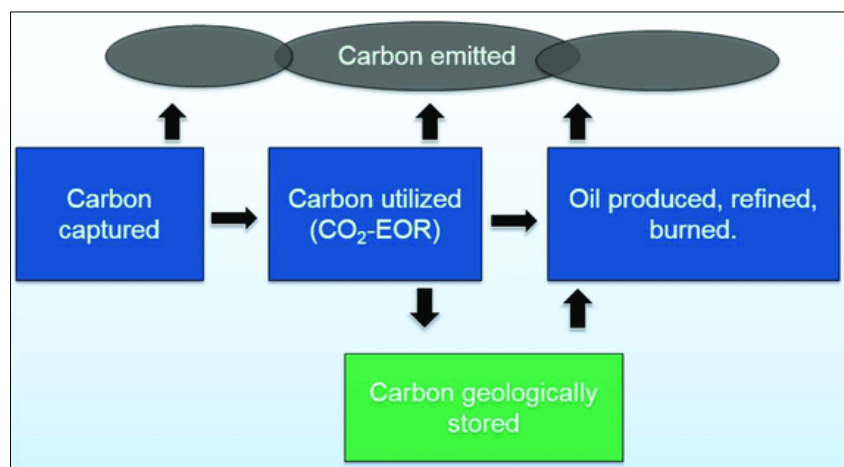 Carbon emitted
Carbon
captured
Carbon utilized
(CO₂-EOR)
Oil produced, refined,
burned.
Carbon geologically
stored